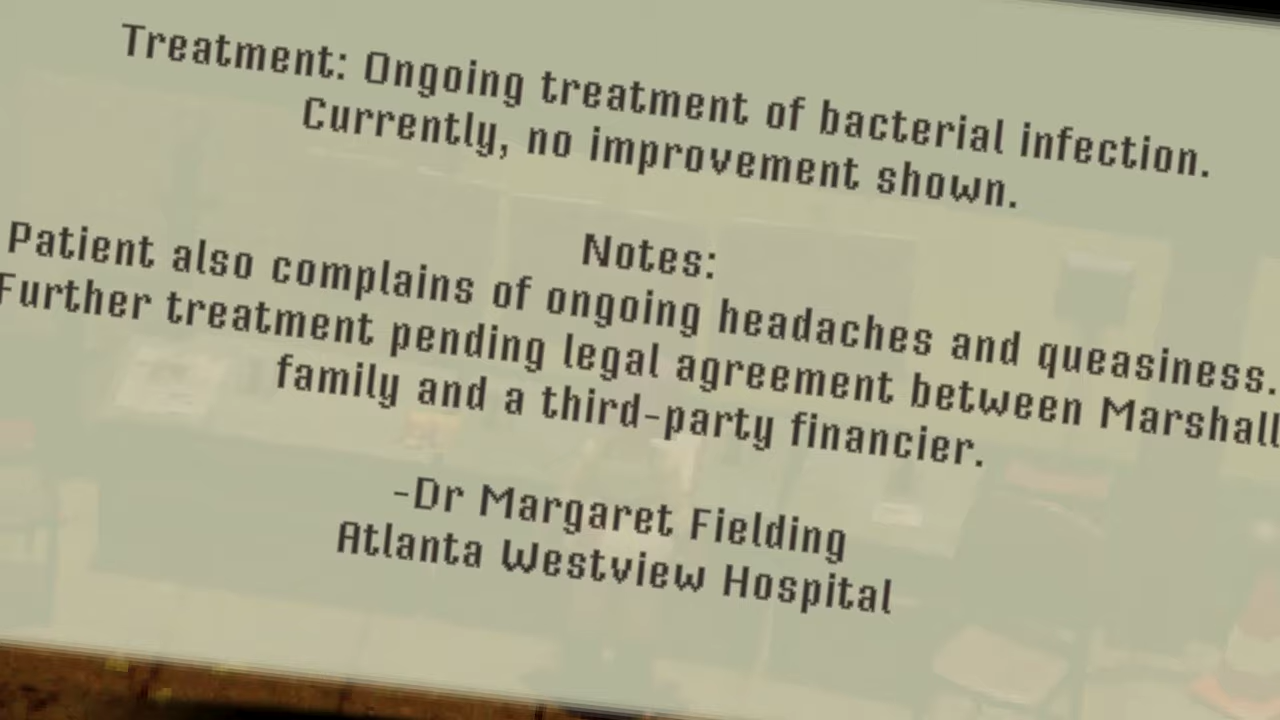 Treatment: Ongoing treatment of bacterial infection.
Currently, no improvement shown.
Notes:
Patient also complains of ongoing headaches and queasiness.
Further treatment pending legal agreement between Marshall
family and a third-party financier.
-Dr Margaret Fielding
Atlanta Westview Hospital